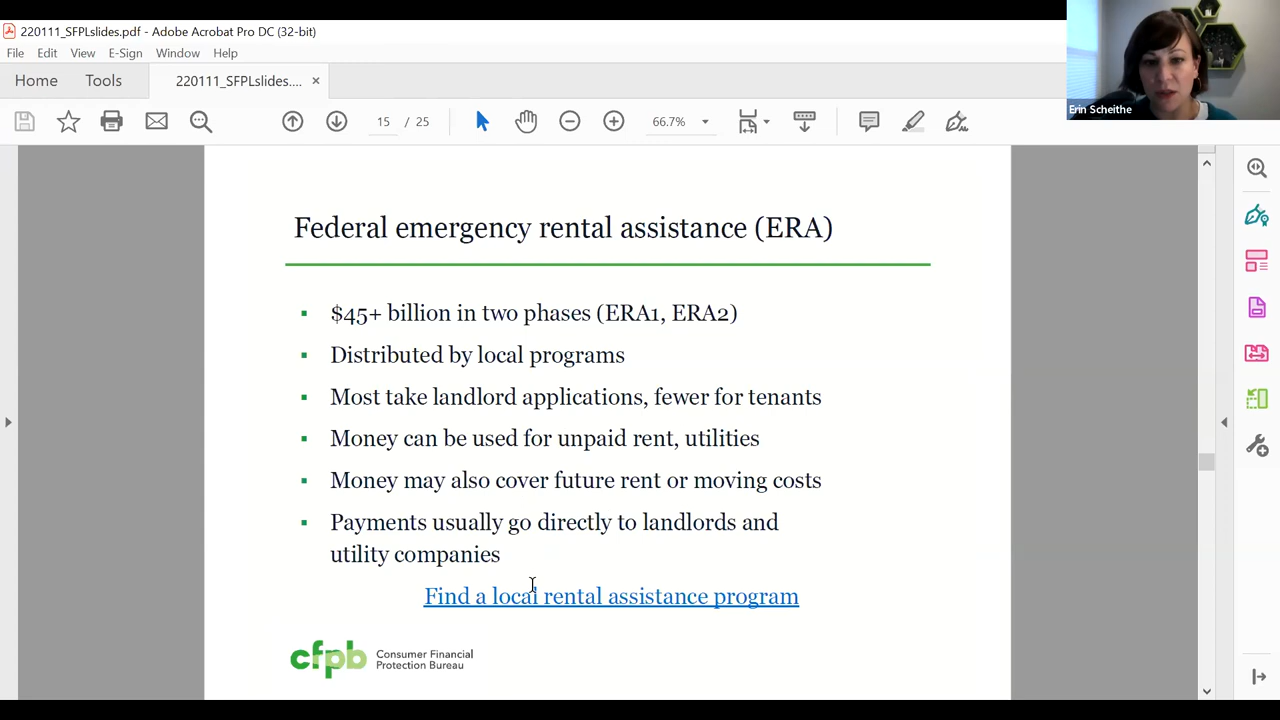 220111_SFPLslides.pdf - Adobe Acrobat Pro DC (32-bit)
File Edit View E-Sign Window Help
Home Tools 220111_SFPLslides.... ×
15 / 25 66.7%
Erin Scheithe
Federal emergency rental assistance (ERA)
▪ $45+ billion in two phases (ERA1, ERA2)
▪ Distributed by local programs
▪ Most take landlord applications, fewer for tenants
▪ Money can be used for unpaid rent, utilities
▪ Money may also cover future rent or moving costs
▪ Payments usually go directly to landlords and
utility companies
Find a local rental assistance program
cfpb Consumer Financial
Protection Bureau